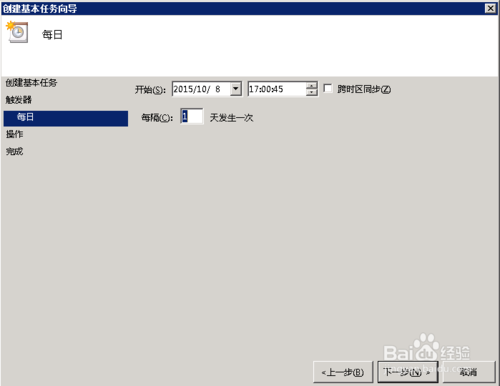 创建基本任务向导
每日
创建基本任务
触发器
每日
操作
完成
开始(S): 2015/10/ 8 17:00:45 跨时区同步(Z)
每隔(C): 1 天发生一次
Baidu 经验
<上一步(B) 下一步(N) > 取消